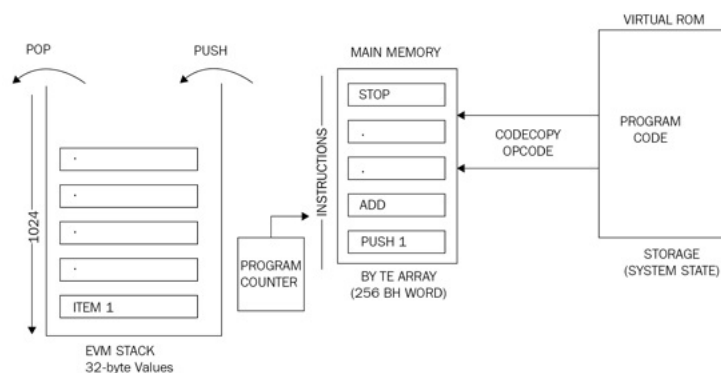 POP
PUSH
.
.
.
.
ITEM 1
1024
EVM STACK
32-byte Values
PROGRAM
COUNTER
INSTRUCTIONS
MAIN MEMORY
STOP
.
.
ADD
PUSH 1
BY TE ARRAY
(256 BH WORD)
CODECOPY
OPCODE
VIRTUAL ROM
PROGRAM
CODE
STORAGE
(SYSTEM STATE)